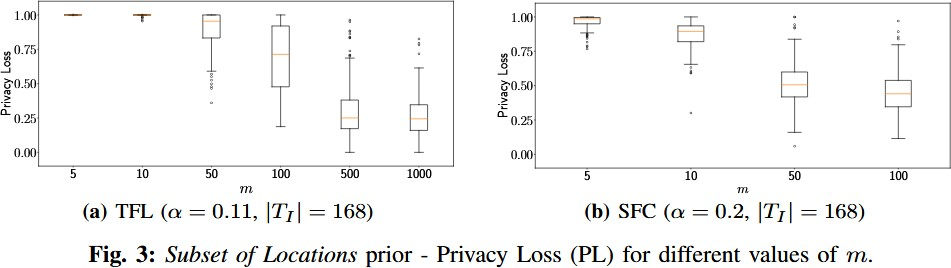 1.00
0.75
0.50
0.25
0.00
Privacy Loss
5 10 50 100 500 1000
m
(a) TFL (α = 0.11, |T_I| = 168)
1.00
0.75
0.50
0.25
0.00
Privacy Loss
5 10 50 100
m
(b) SFC (α = 0.2, |T_I| = 168)
Fig. 3: Subset of Locations prior - Privacy Loss (PL) for different values of m.